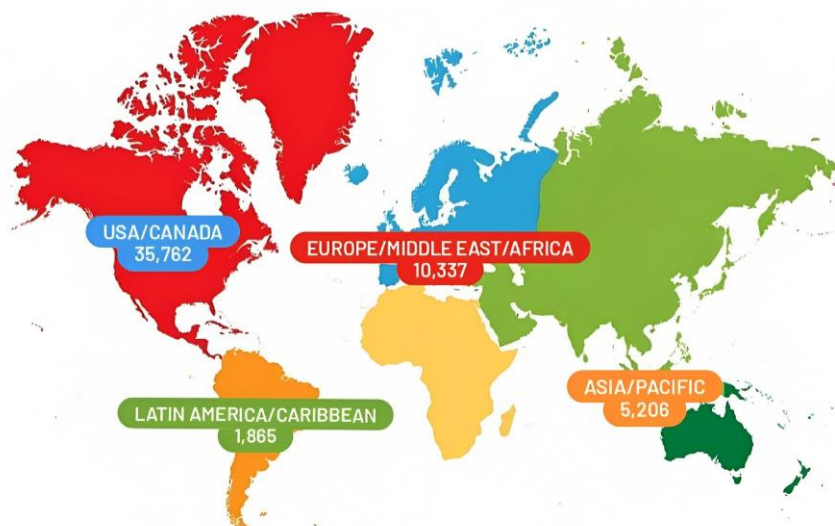 USA/CANADA
35,762
EUROPE/MIDDLE EAST/AFRICA
10,337
LATIN AMERICA/CARIBBEAN
1,865
ASIA/PACIFIC
5,206